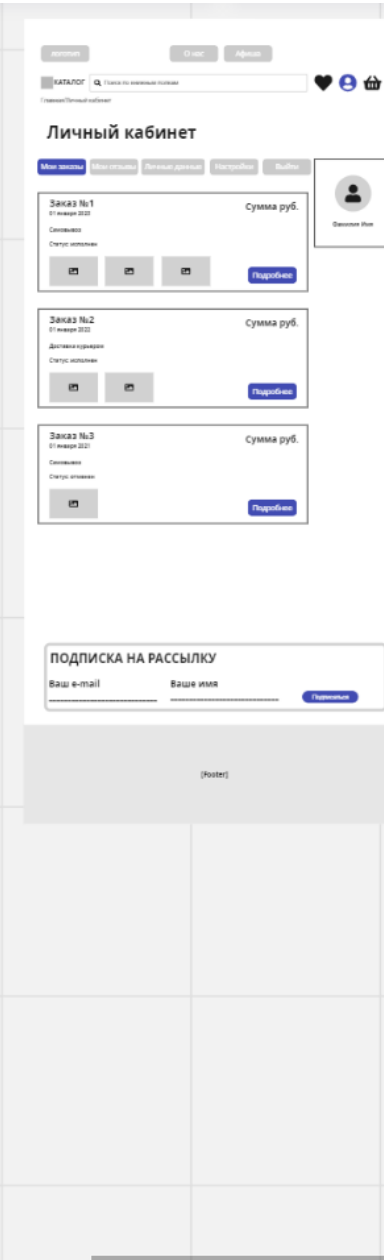 логотип
О нас Афиша
КАТАЛОГ Поиск по книжным полкам
Главная/Личный кабинет
Личный кабинет
Мои заказы Мои отзывы Личные данные Настройки Выйти
Фамилия Имя
Заказ №1 Сумма руб.
01 января 2023
Самовывоз
Статус: исполнен
Подробнее
Заказ №2 Сумма руб.
01 января 2022
Доставка курьером
Статус: исполнен
Подробнее
Заказ №3 Сумма руб.
01 января 2021
Самовывоз
Статус: отменен
Подробнее
ПОДПИСКА НА РАССЫЛКУ
Ваш e-mail Ваше имя
Подписаться
[Footer]